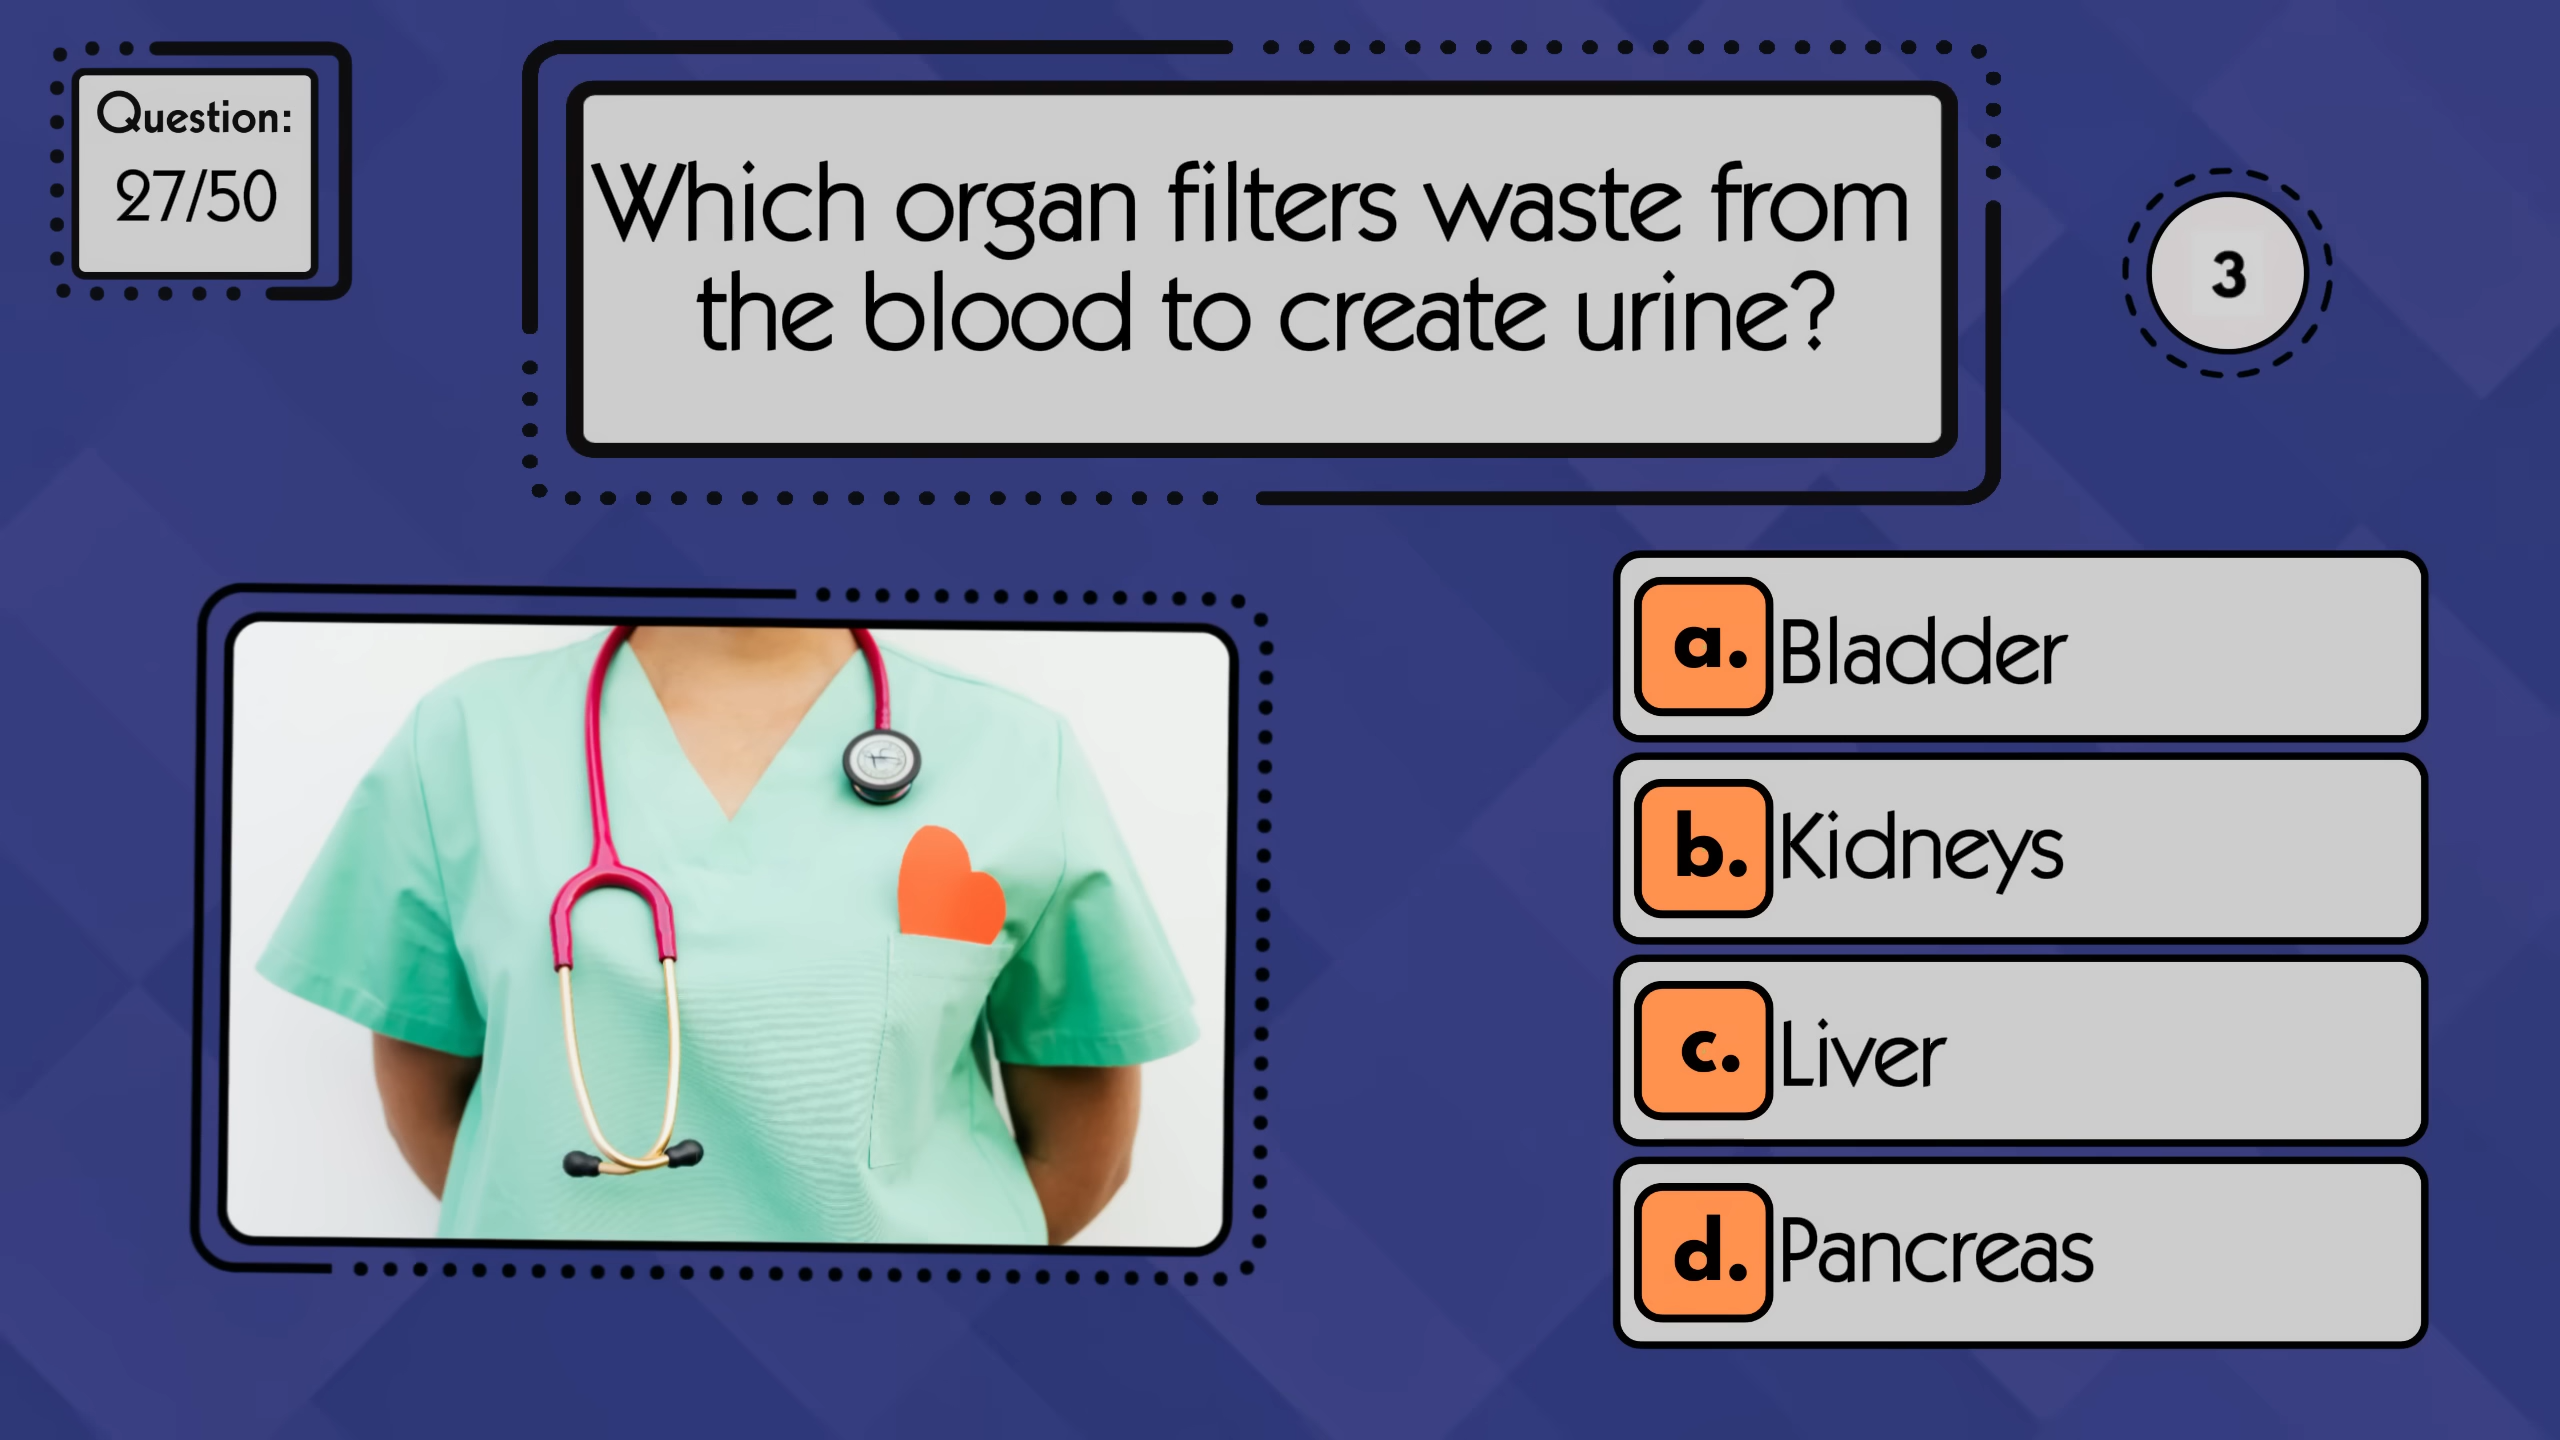 Question:
27/50
Which organ filters waste from
the blood to create urine?
3
a. Bladder
b. Kidneys
c. Liver
d. Pancreas